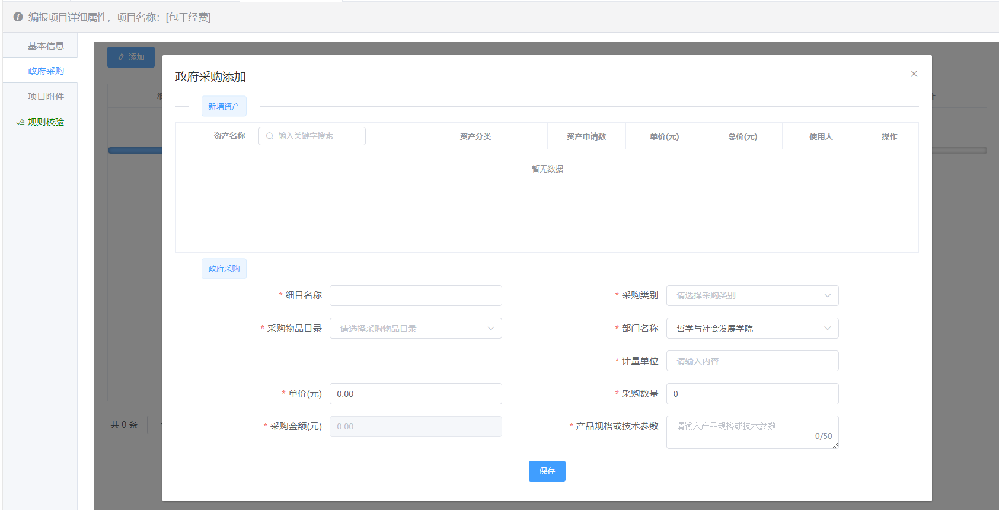 编报项目详细属性，项目名称：[包干经费]
基本信息
政府采购
项目附件
规则校验
添加
政府采购添加
新增资产
资产名称 输入关键字搜索 资产分类 资产申请数 单价(元) 总价(元) 使用人 操作
暂无数据
政府采购
* 细目名称
* 采购类别 请选择采购类别
* 采购物品目录 请选择采购物品目录
* 部门名称 哲学与社会发展学院
* 计量单位 请输入内容
* 单价(元) 0.00
* 采购数量 0
* 采购金额(元) 0.00
* 产品规格或技术参数 请输入产品规格或技术参数
0/50
共 0 条
保存